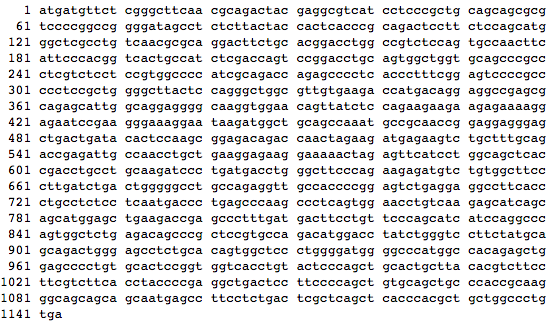 1 atgatgttct cgggcttcaa cgcagactac gaggcgtcat cctcccgctg cagcagcgcg
61 tccccggccg gggatagcct ctcttactac cactcacccg cagactcctt ctccagcatg
121 ggctcgcctg tcaacgcgca ggacttctgc acggacctgg ccgtctccag tgccaacttc
181 attcccacgg tcactgccat ctcgaccagt ccggacctgc agtggctggt gcagcccgcc
241 ctcgtctcct ccgtggcccc atcgcagacc agagcccctc acccttttcgg agtccccgcc
301 ccctccgctg gggcttactc cagggctggc gttgtgaaga ccatgacagg aggccgagcg
361 cagagcattg gcaggagggg caaggtggaa cagttatctc cagaagaaga agagaaaagg
421 agaatccgaa gggaaaggaa taagatggct gcagccaaat gccgcaaccg gaggagggag
481 ctgactgata cactccaagc ggagacagac caactagaag atgagaagtc tgctttgcag
541 accgagattg ccaacctgct gaaggagaag gaaaaactag agttcatcct ggcagctcac
601 cgacctgcct gcaagatccc tgatgacctg ggcttcccag aagagatgtc tgtggcttcc
661 cttgatctga ctgggggcct gccagaggtt gccaccccgg agtctgagga ggccttcacc
721 ctgcctctcc tcaatgaccc tgagcccaag ccctcagtgg aacctgtcaa gagcatcagc
781 agcatggagc tgaagaccga gccctttgat gacttcctgt tcccagcatc atccaggccc
841 agtggctctg agacagcccg ctccgtgcca gacatggacc tatctgggtc cttctatgca
901 gcagactggg agcctctgca cagtggctcc ctggggatgg ggcccatggc cacagagctg
961 gagcccctgt gcactccggt ggtcacctgt actcccagct gcactgctta cacgtcttcc
1021 ttcgtcttca cctaccccga ggctgactcc ttccccagct gtgcagctgc ccaccgcaag
1081 ggcagcagca gcaatgagcc ttcctctgac tcgctcagct cacccacgct gctggccctg
1141 tga